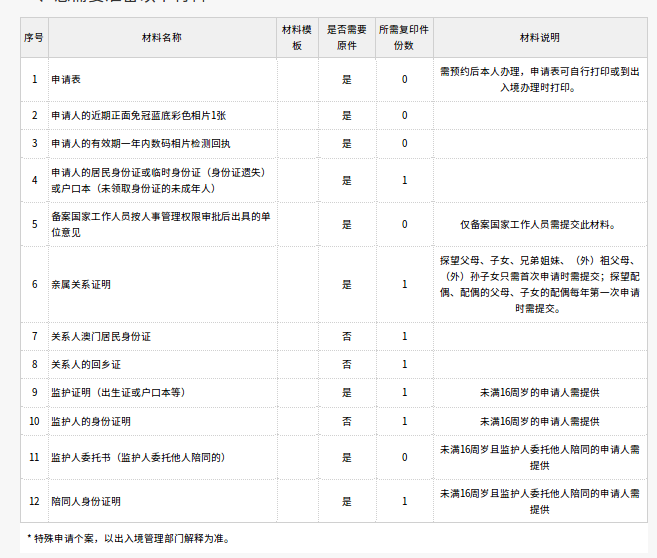 序号 材料名称 材料模板 是否需要原件 所需复印件份数 材料说明
1 申请表 是 0 需预约后本人办理，申请表可自行打印或到出入境办理时打印。
2 申请人的近期正面免冠蓝底彩色相片1张 是 0
3 申请人的有效期一年内数码相片检测回执 是 0
4 申请人的居民身份证或临时身份证（身份证遗失）或户口本（未领取身份证的未成年人） 是 1
5 备案国家工作人员按人事管理权限审批后出具的单位意见 是 0 仅备案国家工作人员需提交此材料。
6 亲属关系证明 是 1 探望父母、子女、兄弟姐妹、（外）祖父母、（外）孙子女只需首次申请时需提交；探望配偶、配偶的父母、子女的配偶每年第一次申请时需提交。
7 关系人澳门居民身份证 否 1
8 关系人的回乡证 否 1
9 监护证明（出生证或户口本等） 是 1 未满16周岁的申请人需提供
10 监护人的身份证明 否 1 未满16周岁的申请人需提供
11 监护人委托书（监护人委托他人陪同的） 是 0 未满16周岁且监护人委托他人陪同的申请人需提供
12 陪同人身份证明 是 1 未满16周岁且监护人委托他人陪同的申请人需提供
* 特殊申请个案，以出入境管理部门解释为准。